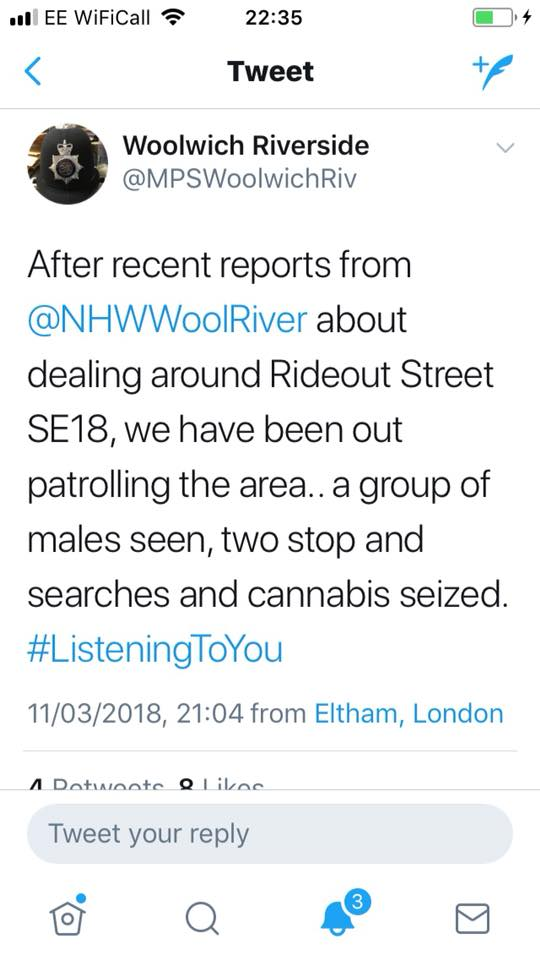 EE WiFiCall 22:35
Tweet
Woolwich Riverside
@MPSWoolwichRiv
After recent reports from
@NHWWoolRiver about
dealing around Rideout Street
SE18, we have been out
patrolling the area.. a group of
males seen, two stop and
searches and cannabis seized.
#ListeningToYou
11/03/2018, 21:04 from Eltham, London
Retweets 8 Likes
Tweet your reply
3